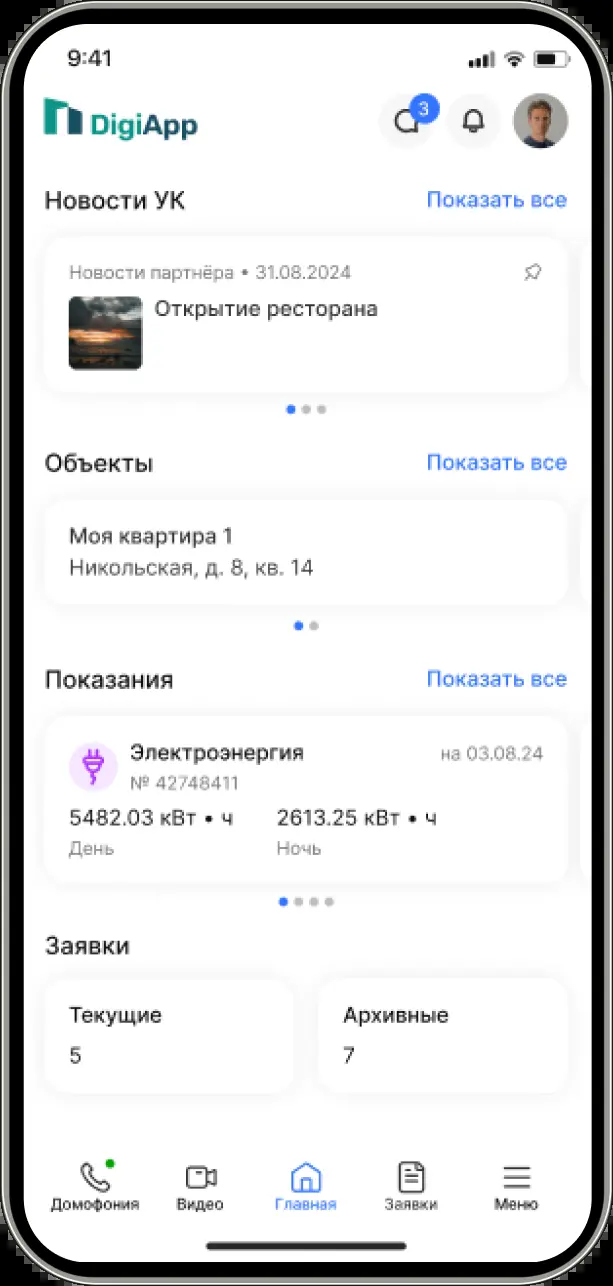 9:41
DigiApp
3
Новости УК
Показать все
Новости партнёра • 31.08.2024
Открытие ресторана
Объекты
Показать все
Моя квартира 1
Никольская, д. 8, кв. 14
Показания
Показать все
Электроэнергия
на 03.08.24
№ 42748411
5482.03 кВт • ч
2613.25 кВт • ч
День
Ночь
Заявки
Текущие
Архивные
5
7
Домофония
Видео
Главная
Заявки
Меню